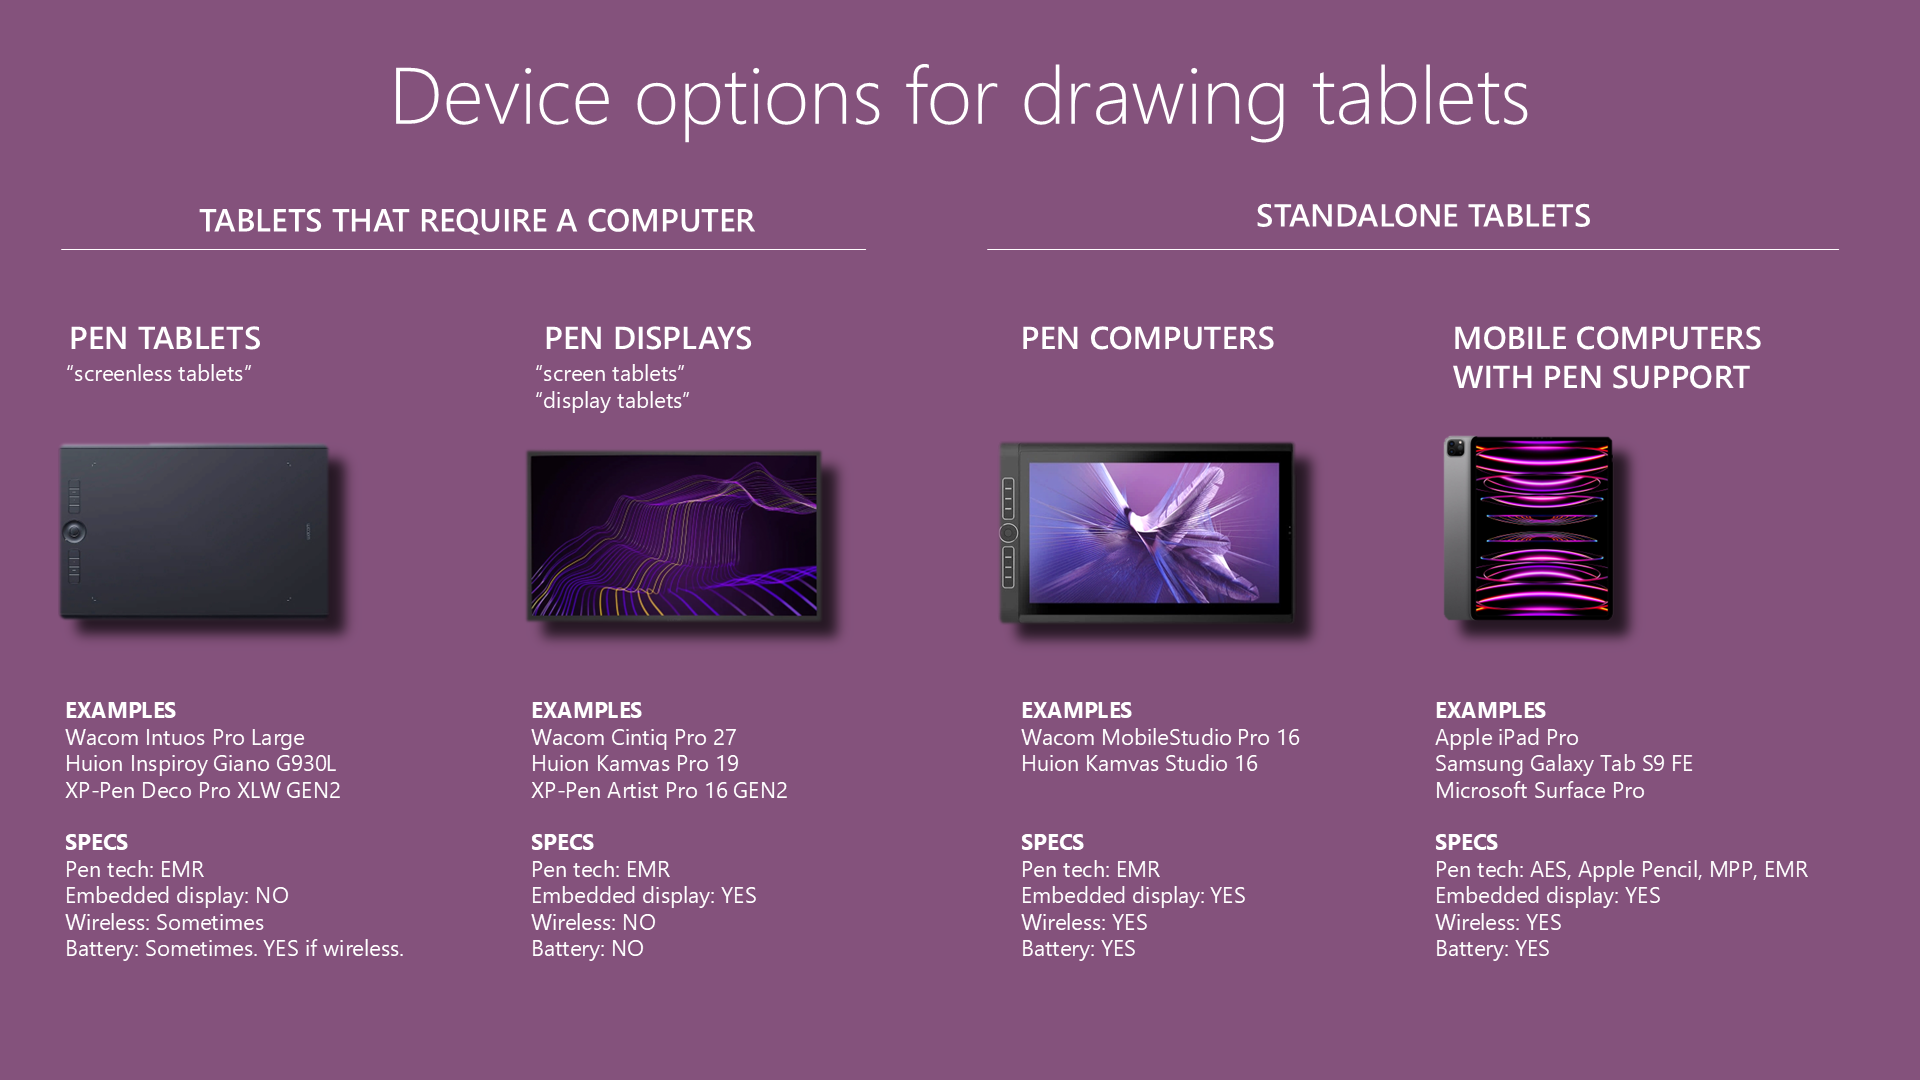 Device options for drawing tablets
TABLETS THAT REQUIRE A COMPUTER
STANDALONE TABLETS
PEN TABLETS
“screenless tablets”
PEN DISPLAYS
“screen tablets”
“display tablets”
PEN COMPUTERS
MOBILE COMPUTERS
WITH PEN SUPPORT
EXAMPLES
Wacom Intuos Pro Large
Huion Inspiroy Giano G930L
XP-Pen Deco Pro XLW GEN2
SPECS
Pen tech: EMR
Embedded display: NO
Wireless: Sometimes
Battery: Sometimes. YES if wireless.
EXAMPLES
Wacom Cintiq Pro 27
Huion Kamvas Pro 19
XP-Pen Artist Pro 16 GEN2
SPECS
Pen tech: EMR
Embedded display: YES
Wireless: NO
Battery: NO
EXAMPLES
Wacom MobileStudio Pro 16
Huion Kamvas Studio 16
SPECS
Pen tech: EMR
Embedded display: YES
Wireless: YES
Battery: YES
EXAMPLES
Apple iPad Pro
Samsung Galaxy Tab S9 FE
Microsoft Surface Pro
SPECS
Pen tech: AES, Apple Pencil, MPP, EMR
Embedded display: YES
Wireless: YES
Battery: YES